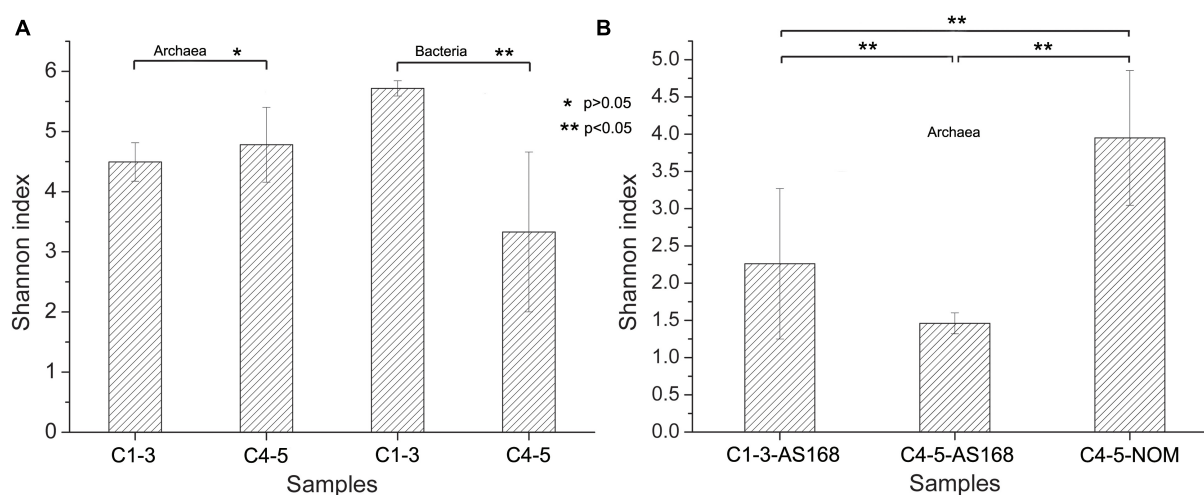 A
Archaea *
Bacteria **
* p>0.05
** p<0.05
Shannon index
6
5
4
3
2
1
0
C1-3
C4-5
C1-3
C4-5
Samples
B
**
**
**
Archaea
Shannon index
5.0
4.5
4.0
3.5
3.0
2.5
2.0
1.5
1.0
0.5
0.0
C1-3-AS168
C4-5-AS168
C4-5-NOM
Samples